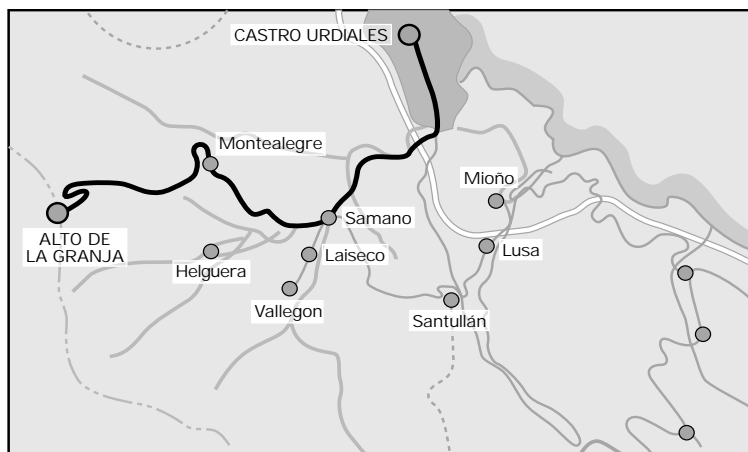 CASTRO URDIALES
Montealegre
Mioño
Samano
ALTO DE
LA GRANJA
Helguera
Laiseco
Lusa
Vallegon
Santullán